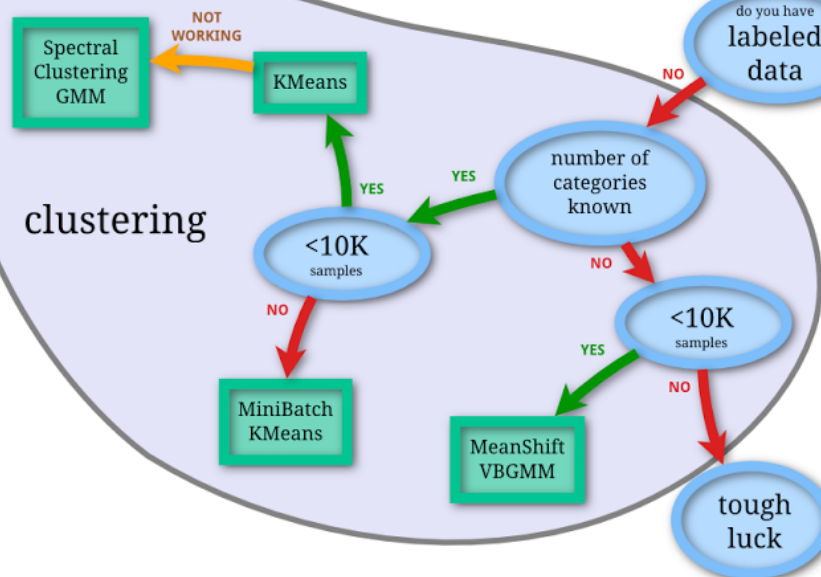 NOT
WORKING
do you have
labeled
data
Spectral
Clustering
GMM
KMeans
NO
number of
categories
known
YES
YES
clustering
<10K
samples
NO
NO
<10K
samples
YES
NO
MiniBatch
KMeans
MeanShift
VBGMM
tough
luck